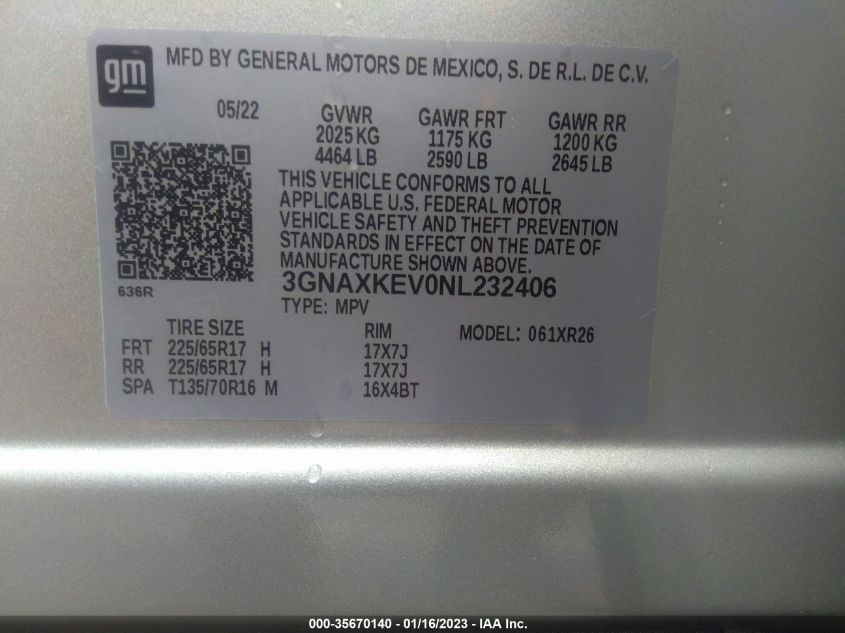 gm
MFD BY GENERAL MOTORS DE MEXICO, S. DE R.L. DE C.V.
05/22 GVWR GAWR FRT GAWR RR
2025 KG 1175 KG 1200 KG
4464 LB 2590 LB 2645 LB
THIS VEHICLE CONFORMS TO ALL
APPLICABLE U.S. FEDERAL MOTOR
VEHICLE SAFETY AND THEFT PREVENTION
STANDARDS IN EFFECT ON THE DATE OF
MANUFACTURE SHOWN ABOVE.
636R 3GNAXKEV0NL232406
TYPE: MPV
TIRE SIZE RIM MODEL: 061XR26
FRT 225/65R17 H 17X7J
RR 225/65R17 H 17X7J
SPA T135/70R16 M 16X4BT
000-35670140 - 01/16/2023 - IAA Inc.